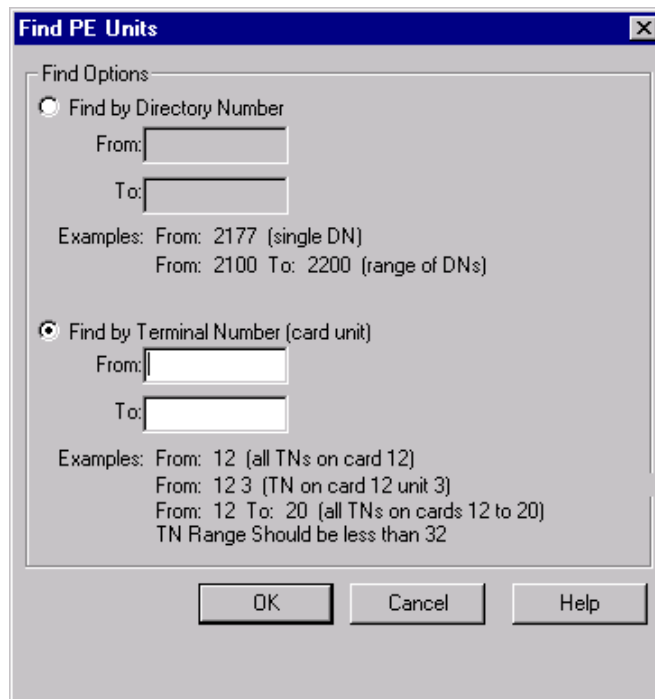 Find PE Units
Find Options
Find by Directory Number
From:
To:
Examples: From: 2177 (single DN)
From: 2100 To: 2200 (range of DNs)
Find by Terminal Number (card unit)
From:
To:
Examples: From: 12 (all TNs on card 12)
From: 12 3 (TN on card 12 unit 3)
From: 12 To: 20 (all TNs on cards 12 to 20)
TN Range Should be less than 32
OK Cancel Help